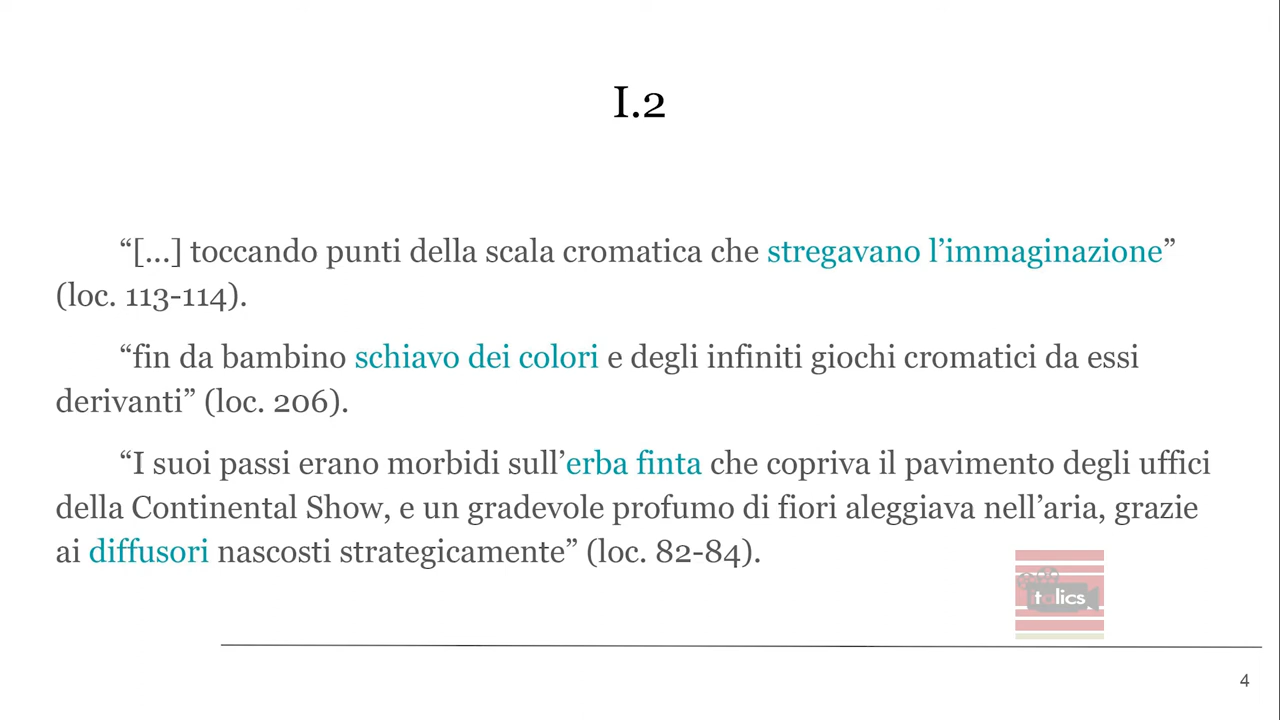 I.2
“[…] toccando punti della scala cromatica che stregavano l’immaginazione”
(loc. 113-114).
“fin da bambino schiavo dei colori e degli infiniti giochi cromatici da essi
derivanti” (loc. 206).
“I suoi passi erano morbidi sull’erba finta che copriva il pavimento degli uffici
della Continental Show, e un gradevole profumo di fiori aleggiava nell’aria, grazie
ai diffusori nascosti strategicamente” (loc. 82-84).
italics
4